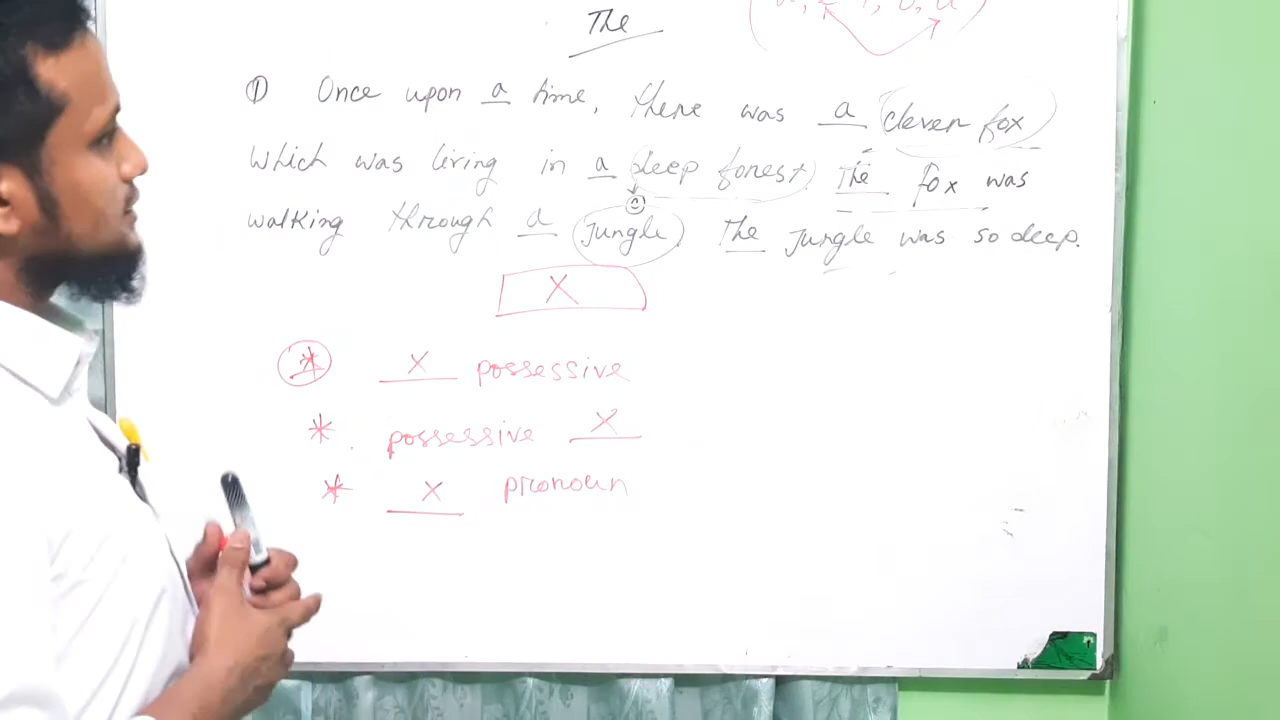 The
① Once upon a time, there was a clever fox
which was living in a deep forest. The fox was
walking through a Jungle The Jungle was so deep.
X
* X possessive
* possessive X
* X pronoun